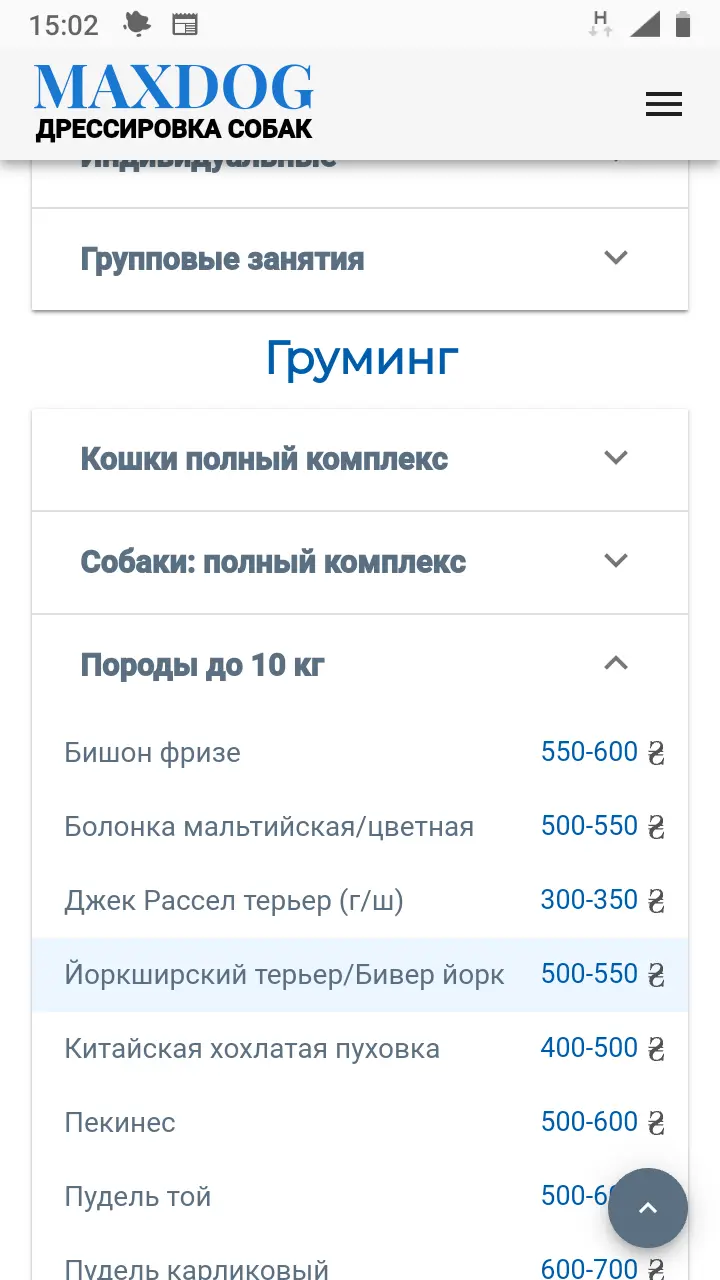 15:02
H
MAXDOG
ДРЕССИРОВКА СОБАК
Индивидуальные
Групповые занятия
Груминг
Кошки полный комплекс
Собаки: полный комплекс
Породы до 10 кг
Бишон фризе 550-600 ₴
Болонка мальтийская/цветная 500-550 ₴
Джек Рассел терьер (г/ш) 300-350 ₴
Йоркширский терьер/Бивер йорк 500-550 ₴
Китайская хохлатая пуховка 400-500 ₴
Пекинес 500-600 ₴
Пудель той 500-6
Пудель карликовый 600-700 ₴